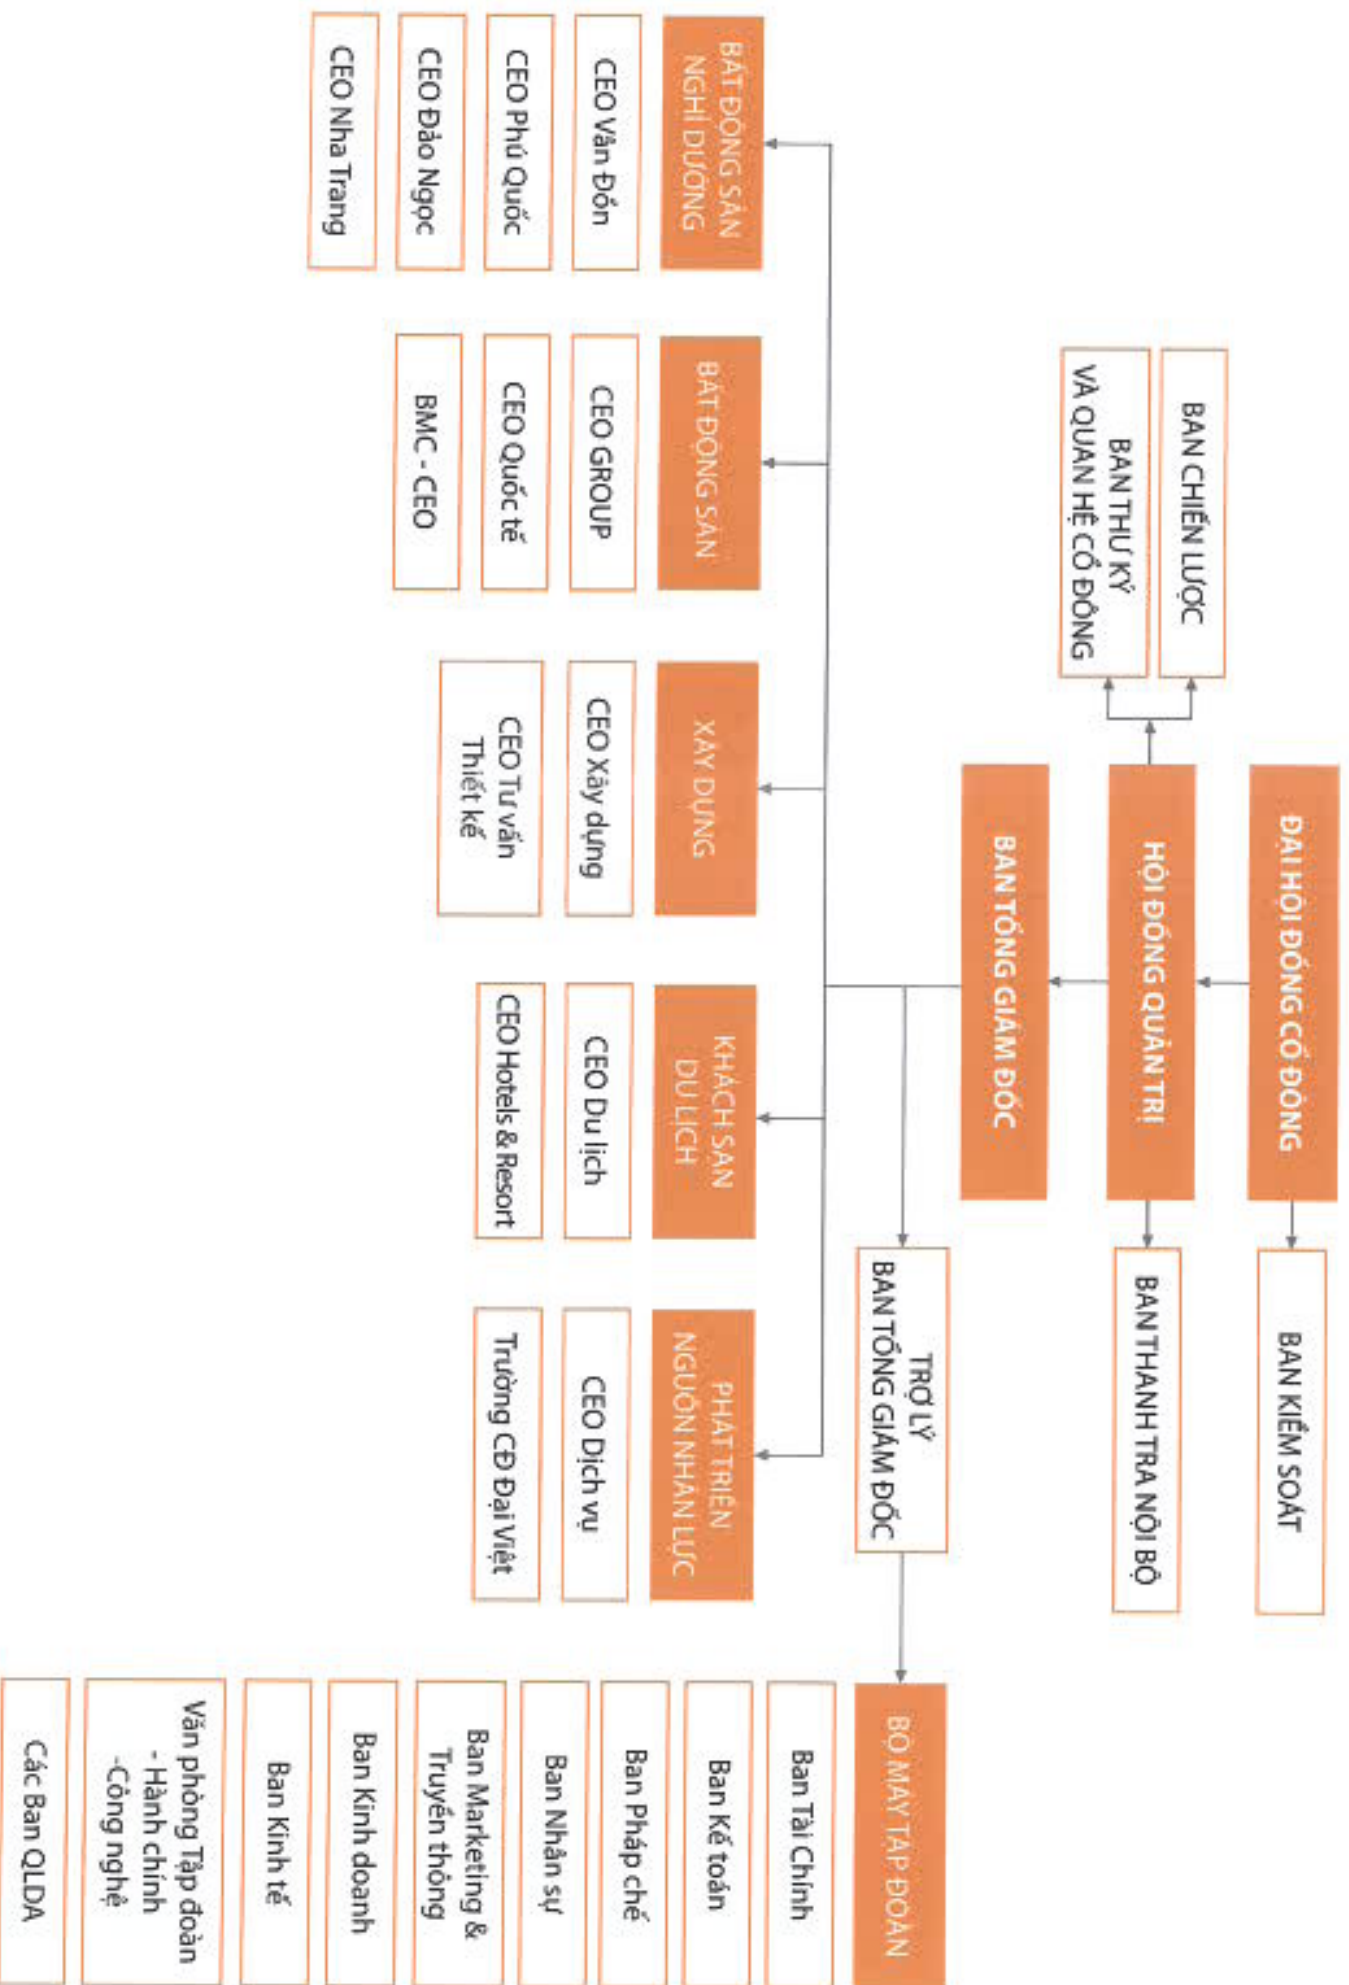 ĐẠI HỘI ĐỒNG CỔ ĐÔNG
BAN KIỂM SOÁT
BAN CHIẾN LƯỢC
BAN THƯ KÝ
VÀ QUAN HỆ CỔ ĐÔNG
HỘI ĐỒNG QUẢN TRỊ
BAN THANH TRA NỘI BỘ
BAN TỔNG GIÁM ĐỐC
TRỢ LÝ
BAN TỔNG GIÁM ĐỐC
BẤT ĐỘNG SẢN
NGHỈ DƯỠNG
CEO Vân Đồn
CEO Phú Quốc
CEO Đảo Ngọc
CEO Nha Trang
BẤT ĐỘNG SẢN
CEO GROUP
CEO Quốc tế
BMC - CEO
XÂY DỰNG
CEO Xây dựng
CEO Tư vấn
Thiết kế
KHÁCH SẠN
DU LỊCH
CEO Du lịch
CEO Hotels & Resort
PHÁT TRIỂN
NGUỒN NHÂN LỰC
CEO Dịch vụ
Trường CĐ Đại Việt
BỘ MÁY TẬP ĐOÀN
Ban Tài Chính
Ban Kế toán
Ban Pháp chế
Ban Nhân sự
Ban Marketing &
Truyền thông
Ban Kinh doanh
Ban Kinh tế
Văn phòng Tập đoàn
- Hành chính
-Công nghệ
Các Ban QLDA